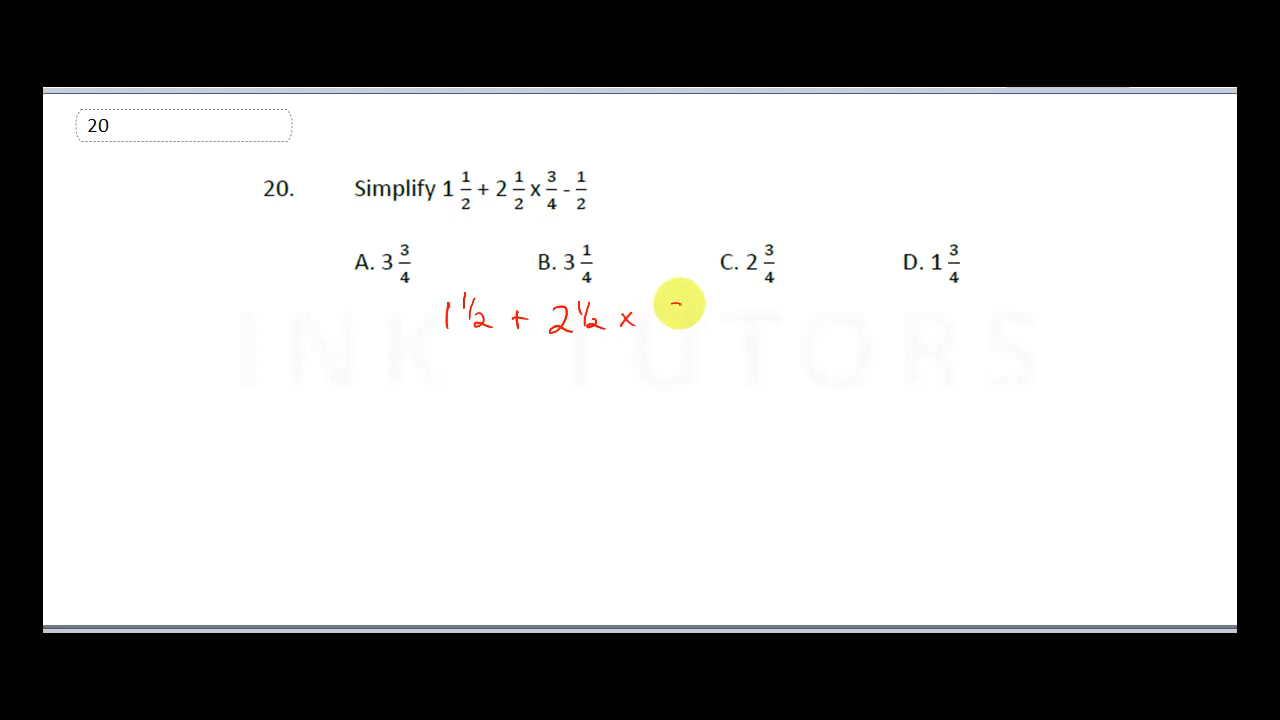 20
20. Simplify 1 1/2 + 2 1/2 x 3/4 - 1/2
A. 3 3/4 B. 3 1/4 C. 2 3/4 D. 1 3/4
1 1/2 + 2 1/2 x
INK TUTORS